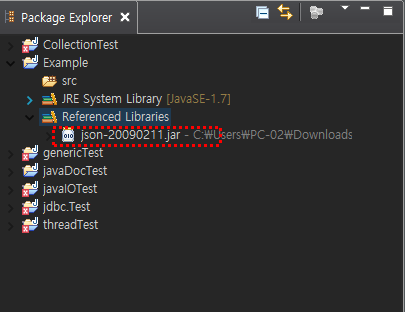 Package Explorer
CollectionTest
Example
src
JRE System Library [JavaSE-1.7]
Referenced Libraries
json-20090211.jar - C:₩Users₩PC-02₩Downloads
genericTest
javaDocTest
javaIOTest
jdbc.Test
threadTest